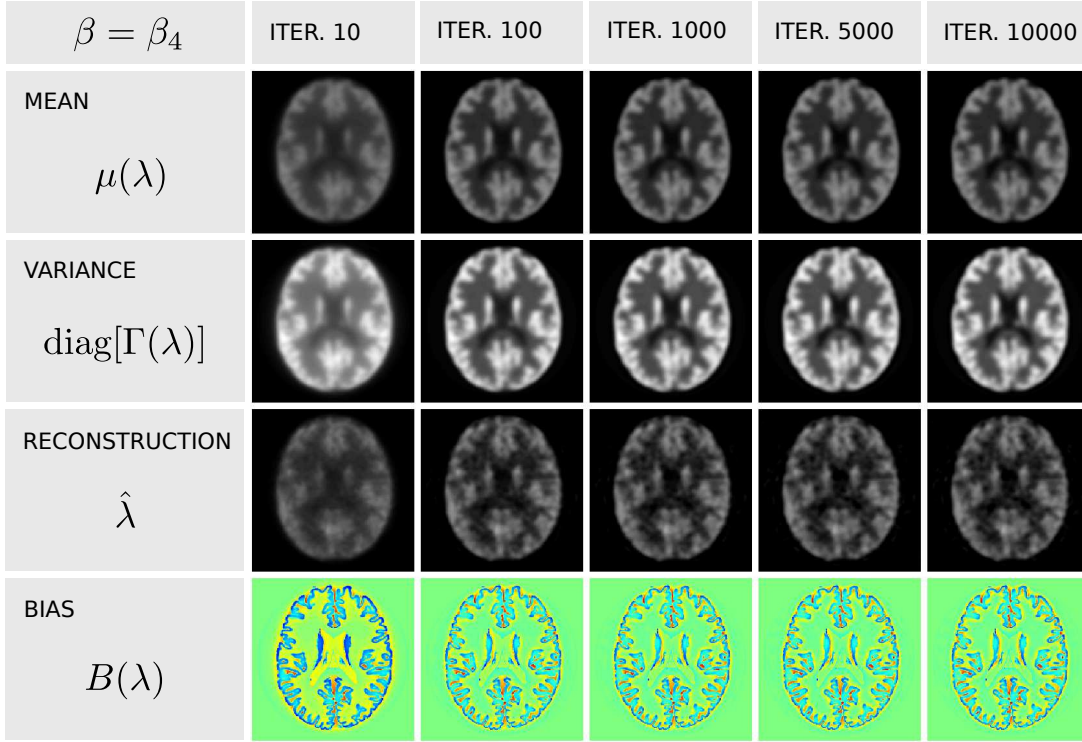 β = β₄ ITER. 10 ITER. 100 ITER. 1000 ITER. 5000 ITER. 10000
MEAN
μ(λ)
VARIANCE
diag[Γ(λ)]
RECONSTRUCTION
λ̂
BIAS
B(λ)